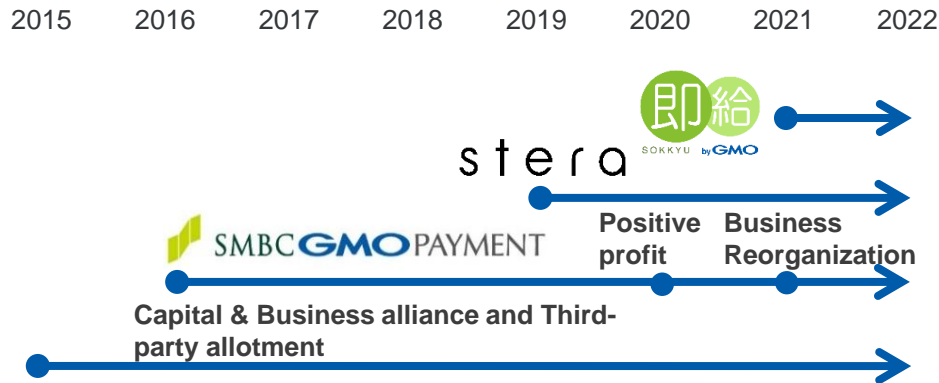 2015 2016 2017 2018 2019 2020 2021 2022
即給
SOKKYU by GMO
stera
Positive profit
Business Reorganization
SMBC GMO PAYMENT
Capital & Business alliance and Third-
party allotment